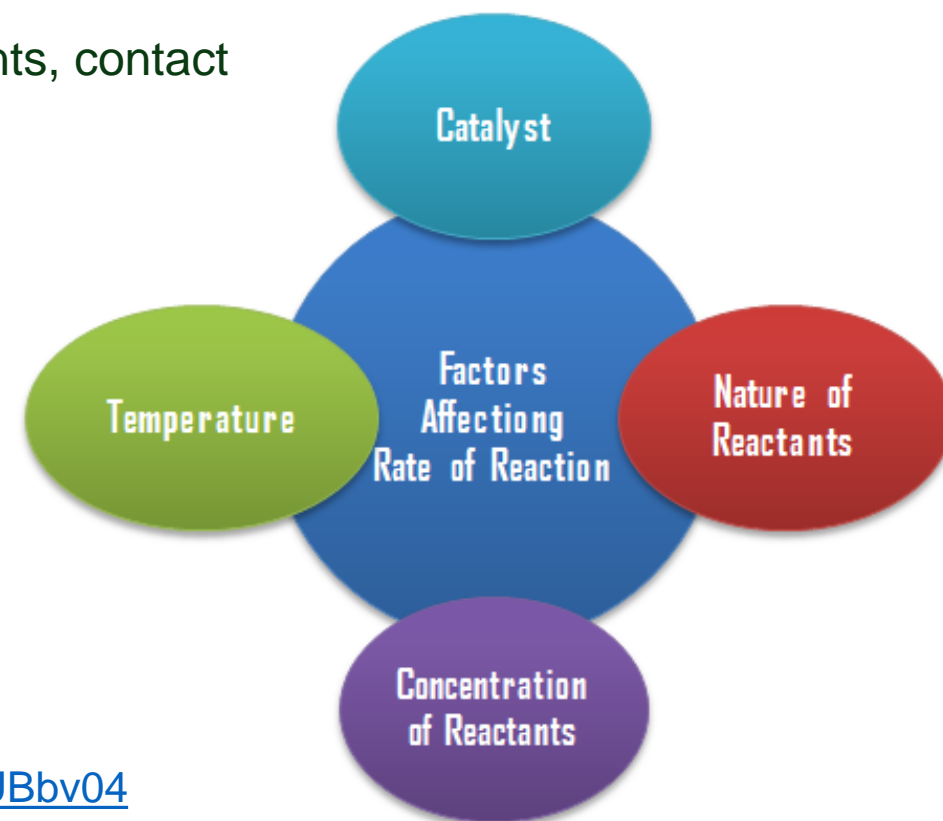 nts, contact
Catalyst
Temperature
Factors
Affectiong
Rate of Reaction
Nature of
Reactants
Concentration
of Reactants
JBbv04